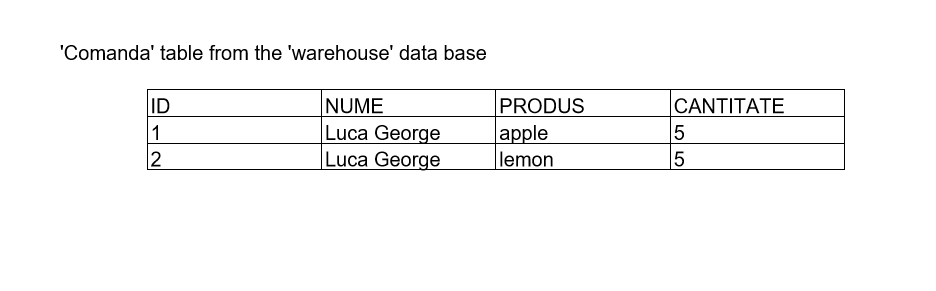 'Comanda' table from the 'warehouse' data base
ID NUME PRODUS CANTITATE
1 Luca George apple 5
2 Luca George lemon 5